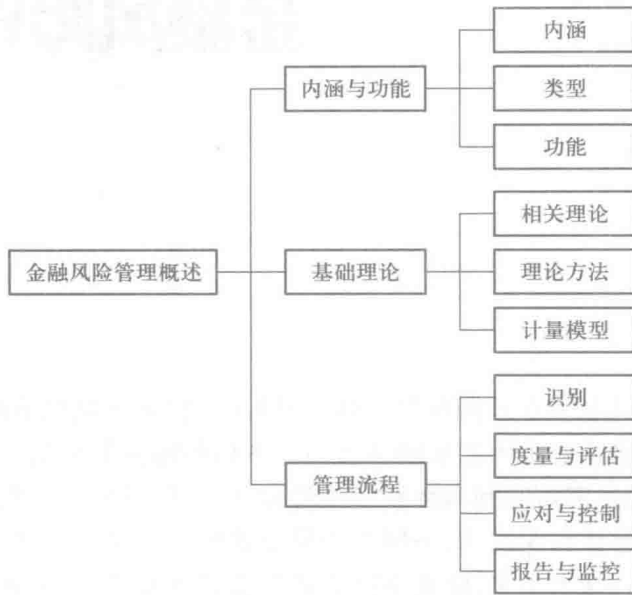 内涵
内涵与功能
类型
功能
相关理论
金融风险管理概述
基础理论
理论方法
计量模型
识别
管理流程
度量与评估
应对与控制
报告与监控